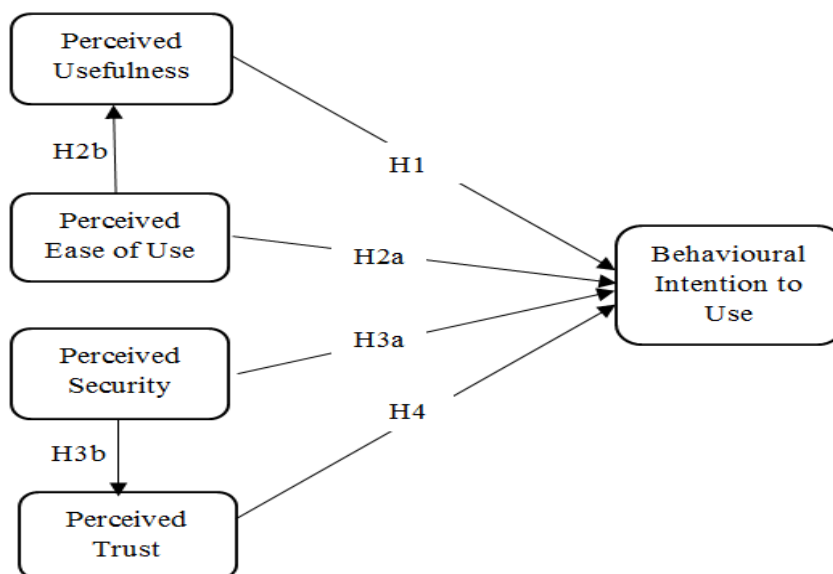 Perceived
Usefulness
H2b
H1
Perceived
Ease of Use
H2a
Behavioural
Intention to
Use
Perceived
Security
H3a
H4
H3b
Perceived
Trust